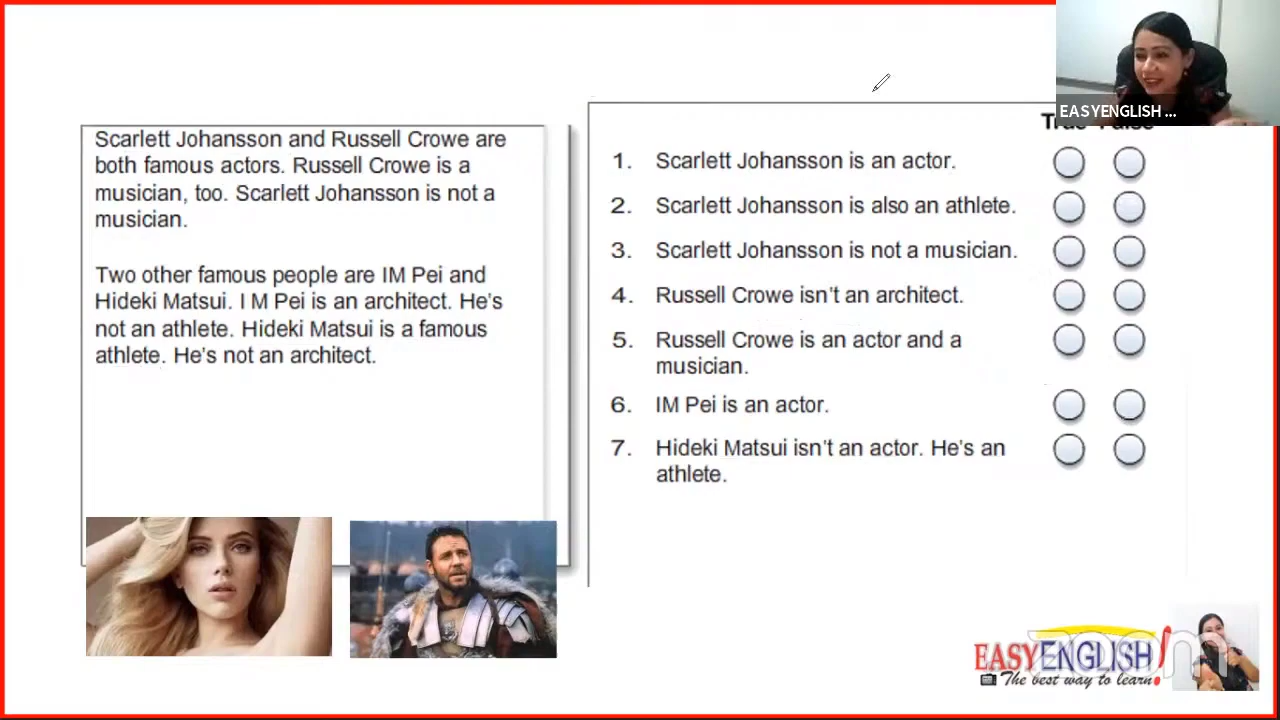 EASYENGLISH ...
Scarlett Johansson and Russell Crowe are
both famous actors. Russell Crowe is a
musician, too. Scarlett Johansson is not a
musician.
Two other famous people are IM Pei and
Hideki Matsui. I M Pei is an architect. He's
not an athlete. Hideki Matsui is a famous
athlete. He's not an architect.
True False
1. Scarlett Johansson is an actor.
2. Scarlett Johansson is also an athlete.
3. Scarlett Johansson is not a musician.
4. Russell Crowe isn't an architect.
5. Russell Crowe is an actor and a
musician.
6. IM Pei is an actor.
7. Hideki Matsui isn't an actor. He's an
athlete.
EASYENGLISH!
The best way to learn
zoom